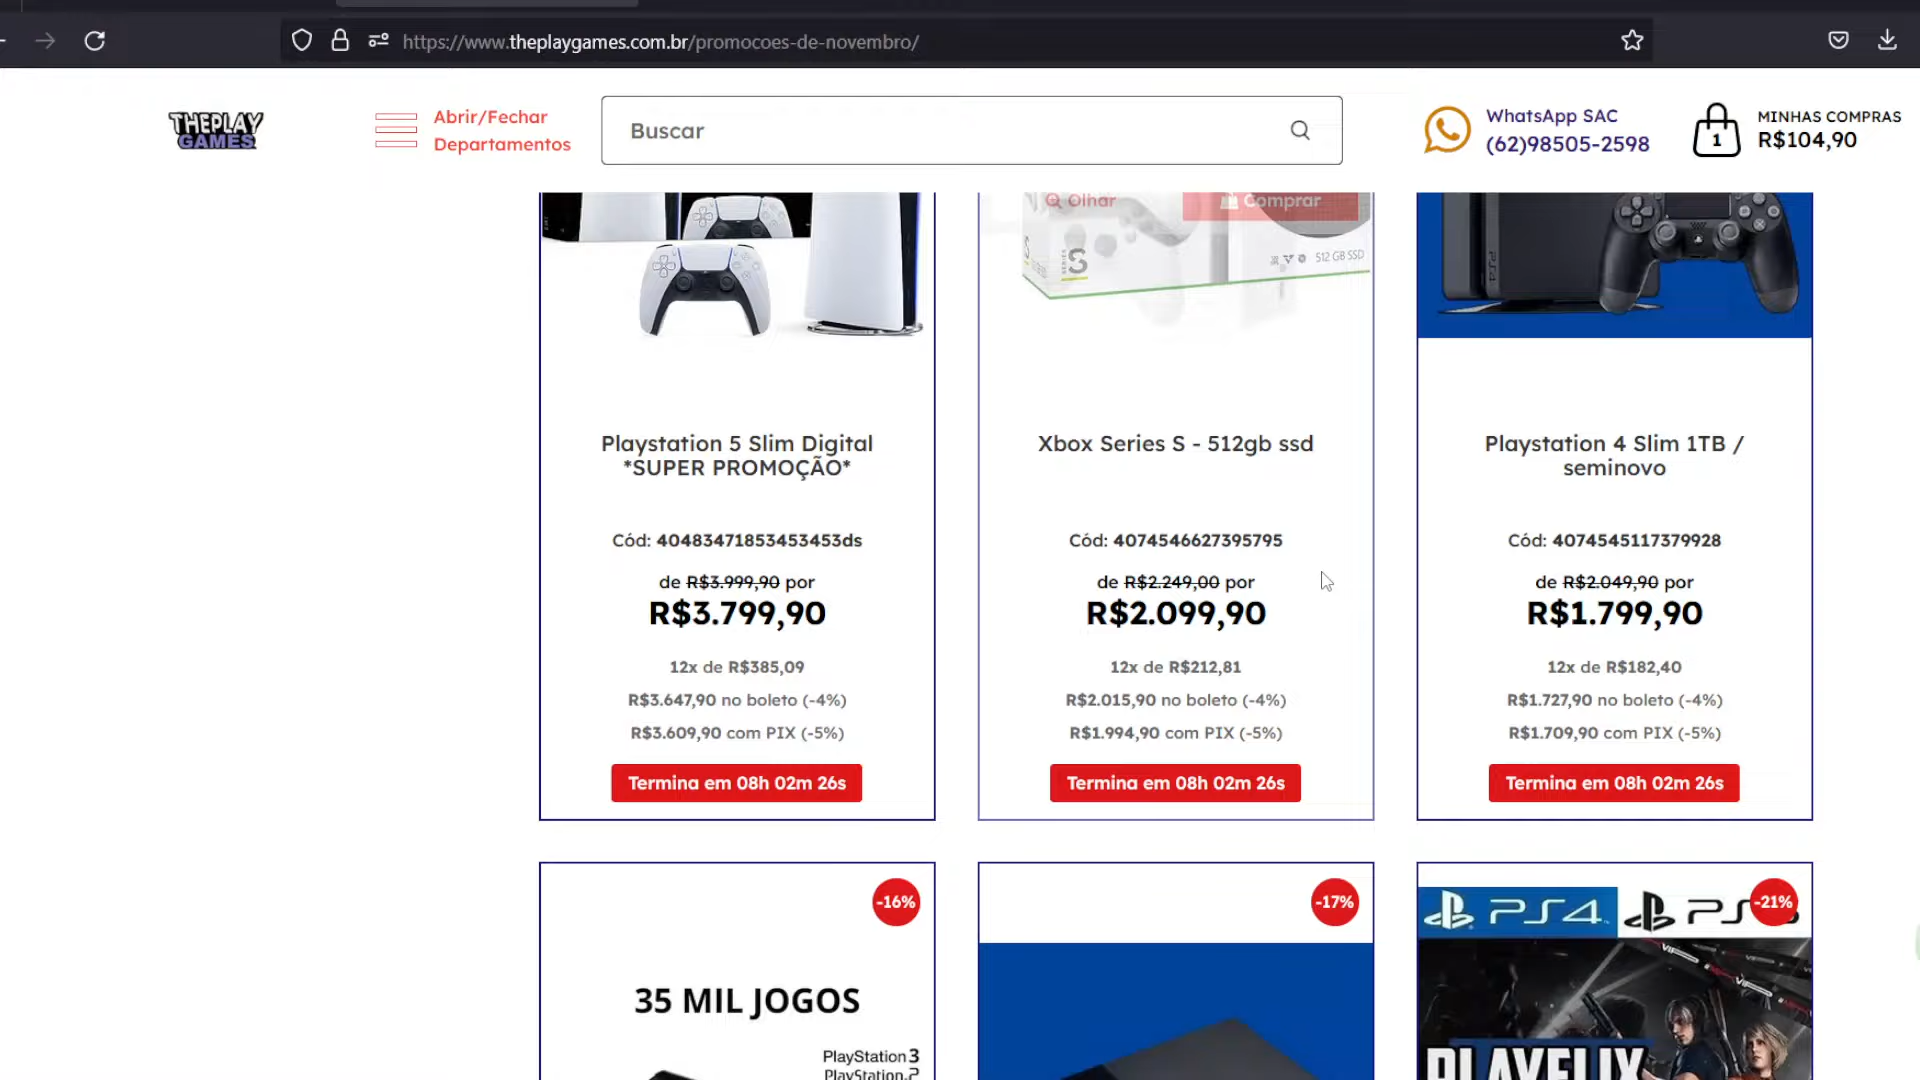 https://www.theplaygames.com.br/promocoes-de-novembro/
THEPLAY
GAMES
Abrir/Fechar
Departamentos
Buscar
WhatsApp SAC
(62)98505-2598
1
MINHAS COMPRAS
R$104,90
Olhar
Comprar
S
SERIES
S
512 GB SSD
PS4
Playstation 5 Slim Digital
*SUPER PROMOÇÃO*
Cód: 40483471853453453ds
de R$3.999,90 por
R$3.799,90
12x de R$385,09
R$3.647,90 no boleto (-4%)
R$3.609,90 com PIX (-5%)
Termina em 08h 02m 26s
Xbox Series S - 512gb ssd
Cód: 4074546627395795
de R$2.249,00 por
R$2.099,90
12x de R$212,81
R$2.015,90 no boleto (-4%)
R$1.994,90 com PIX (-5%)
Termina em 08h 02m 26s
Playstation 4 Slim 1TB /
seminovo
Cód: 4074545117379928
de R$2.049,90 por
R$1.799,90
12x de R$182,40
R$1.727,90 no boleto (-4%)
R$1.709,90 com PIX (-5%)
Termina em 08h 02m 26s
-16%
35 MIL JOGOS
PlayStation 3
PlayStation 2
-17%
-21%
PS4
PS
PLAYFLIX